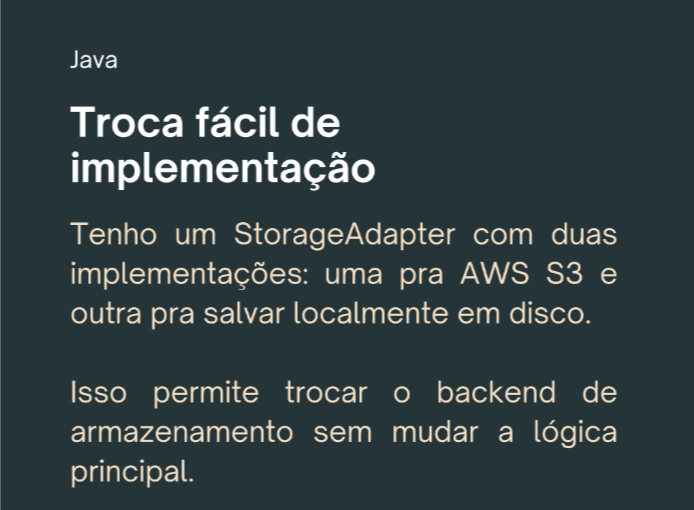 Java
Troca fácil de
implementação
Tenho um StorageAdapter com duas
implementações: uma pra AWS S3 e
outra pra salvar localmente em disco.
Isso permite trocar o backend de
armazenamento sem mudar a lógica
principal.